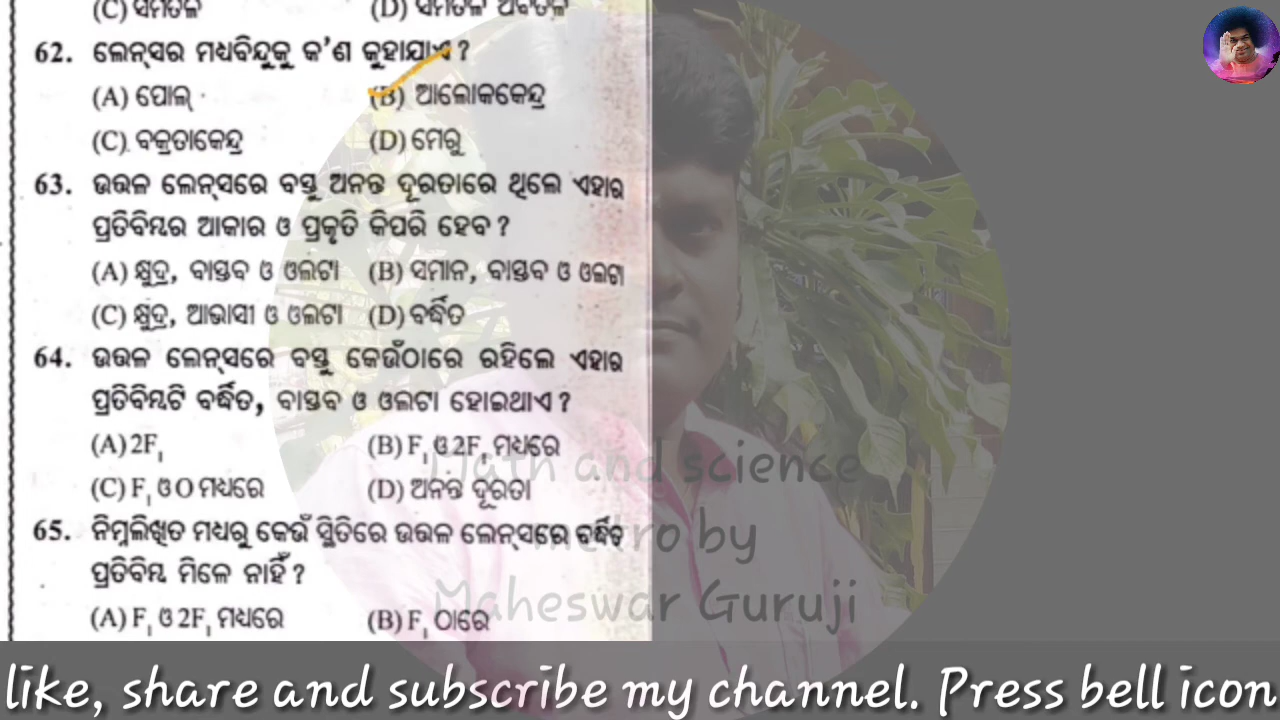 (C) ସମତଳ (D) ସମତଳ ଅବତଳ
62. ଲେନ୍‌ସର ମଧ୍ୟବିନ୍ଦୁକୁ କ'ଣ କୁହାଯାଏ ?
(A) ପୋଲ୍ (B) ଆଲୋକକେନ୍ଦ୍ର
(C) ବକ୍ରତାକେନ୍ଦ୍ର (D) ମେରୁ
63. ଉତ୍ତଳ ଲେନ୍‌ସରେ ବସ୍ତୁ ଅନନ୍ତ ଦୂରତାରେ ଥିଲେ ଏହାର
ପ୍ରତିବିମ୍ବର ଆକାର ଓ ପ୍ରକୃତି କିପରି ହେବ ?
(A) କ୍ଷୁଦ୍ର, ବାସ୍ତବ ଓ ଓଲଟା (B) ସମାନ, ବାସ୍ତବ ଓ ଓଲଟା
(C) କ୍ଷୁଦ୍ର, ଆଭାସୀ ଓ ଓଲଟା (D) ବର୍ଦ୍ଧିତ
64. ଉତ୍ତଳ ଲେନ୍‌ସରେ ବସ୍ତୁ କେଉଁଠାରେ ରହିଲେ ଏହାର
ପ୍ରତିବିମ୍ବଟି ବର୍ଦ୍ଧିତ, ବାସ୍ତବ ଓ ଓଲଟା ହୋଇଥାଏ ?
(A) 2F₁ (B) F₁ ଓ 2F₁ ମଧ୍ୟରେ
(C) F₁ ଓ O ମଧ୍ୟରେ (D) ଅନନ୍ତ ଦୂରତା
65. ନିମ୍ନଲିଖିତ ମଧ୍ୟରୁ କେଉଁ ସ୍ଥିତିରେ ଉତ୍ତଳ ଲେନ୍‌ସରେ ବର୍ଦ୍ଧିତ
ପ୍ରତିବିମ୍ବ ମିଳେ ନାହିଁ ?
(A) F₁ ଓ 2F₁ ମଧ୍ୟରେ (B) F₁ ଠାରେ
Math and science
metro by
Maheswar Guruji
like, share and subscribe my channel. Press bell icon